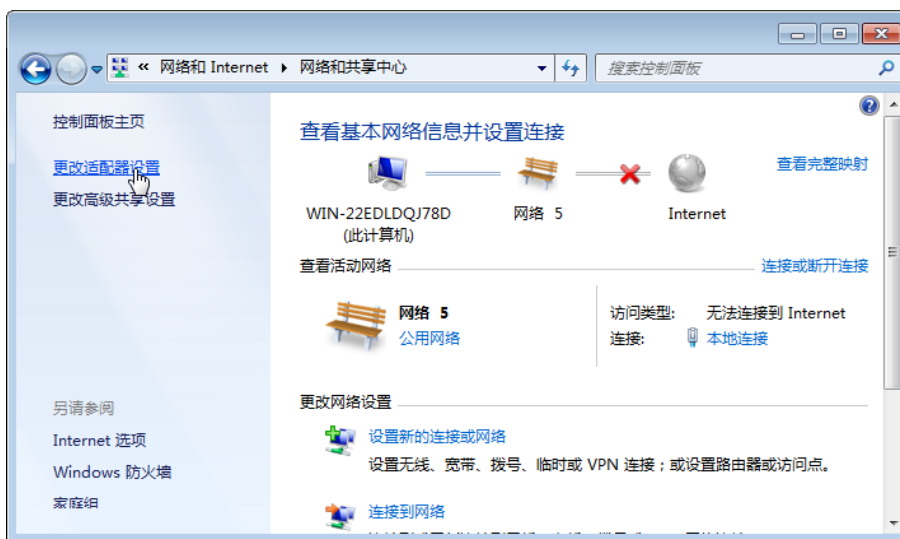 « 网络和 Internet ▸ 网络和共享中心
搜索控制面板
控制面板主页
更改适配器设置
更改高级共享设置
另请参阅
Internet 选项
Windows 防火墙
家庭组
查看基本网络信息并设置连接
查看完整映射
WIN-22EDLDQJ78D
(此计算机)
网络 5
Internet
查看活动网络
连接或断开连接
网络 5
公用网络
访问类型: 无法连接到 Internet
连接: 本地连接
更改网络设置
设置新的连接或网络
设置无线、宽带、拨号、临时或 VPN 连接；或设置路由器或访问点。
连接到网络